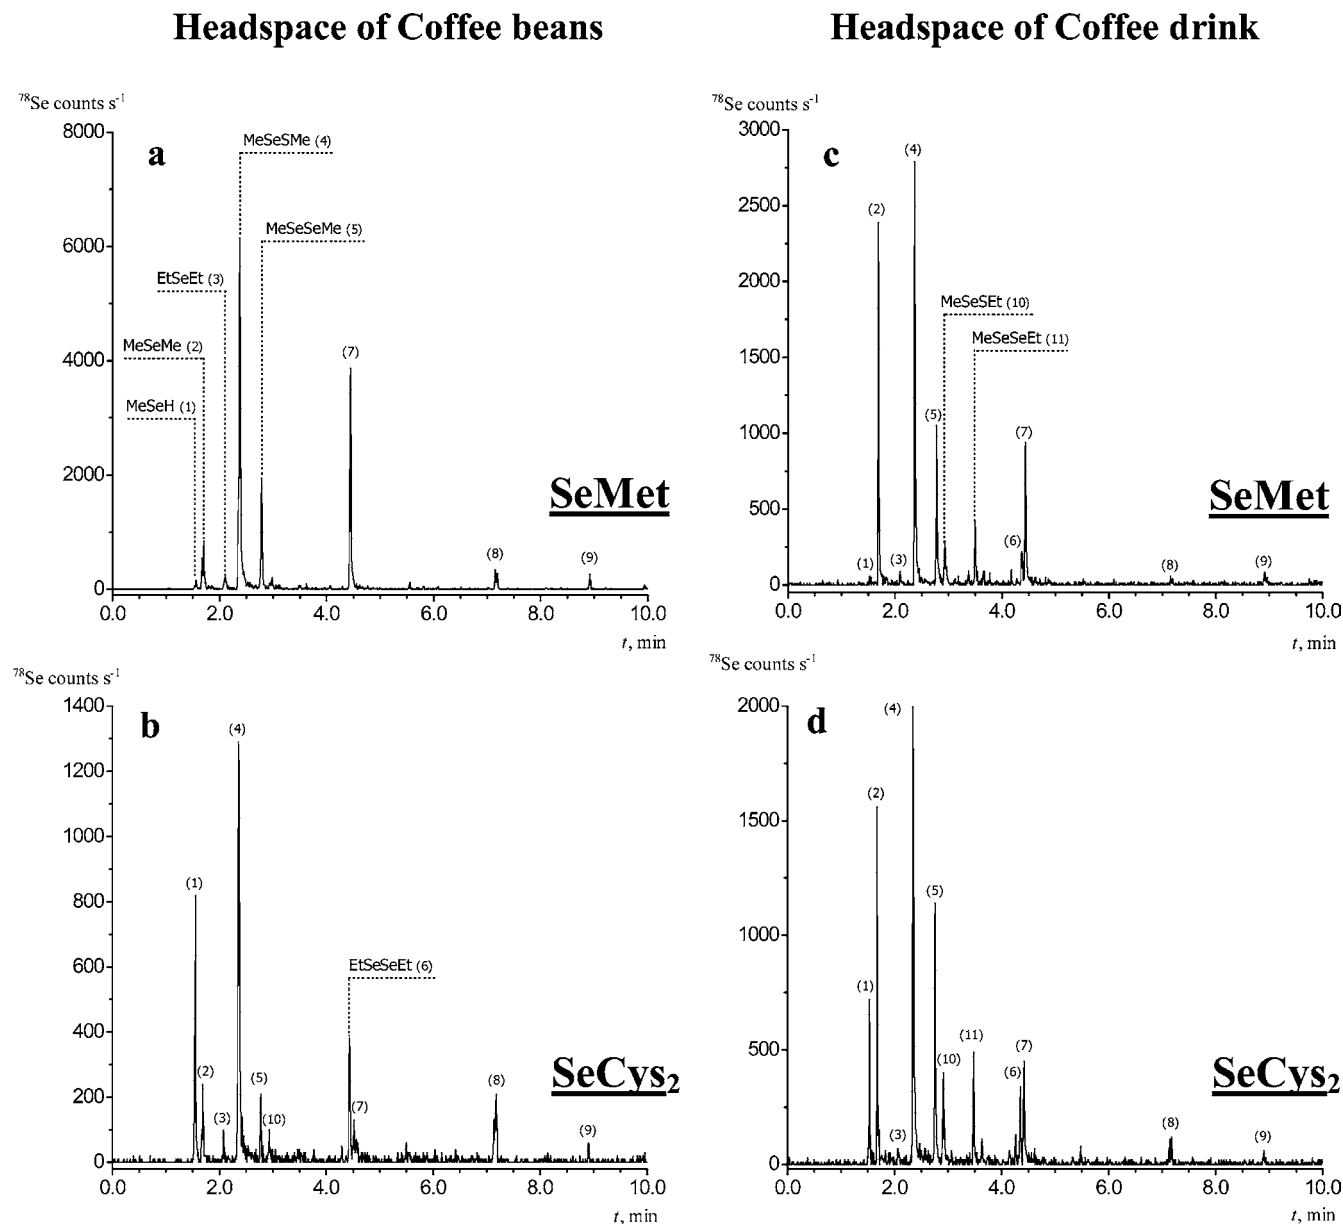 Headspace of Coffee beans
Headspace of Coffee drink
⁷⁸Se counts s⁻¹
a
8000
6000
4000
2000
0
MeSeSMe (4)
MeSeSeMe (5)
EtSeEt (3)
MeSeMe (2)
MeSeH (1)
(7)
(8)
(9)
SeMet
0.0 2.0 4.0 6.0 8.0 10.0
t, min
⁷⁸Se counts s⁻¹
c
3000
2500
2000
1500
1000
500
0
(4)
(2)
MeSeSEt (10)
MeSeSeEt (11)
(5)
(7)
(6)
(1)
(3)
(8)
(9)
SeMet
0.0 2.0 4.0 6.0 8.0 10.0
t, min
⁷⁸Se counts s⁻¹
b
1400
1200
1000
800
600
400
200
0
(4)
(1)
EtSeSeEt (6)
(2)
(5)
(3)
(10)
(7)
(8)
(9)
SeCys₂
0.0 2.0 4.0 6.0 8.0 10.0
t, min
⁷⁸Se counts s⁻¹
d
2000
1500
1000
500
0
(4)
(2)
(5)
(1)
(11)
(10)
(7)
(6)
(3)
(8)
(9)
SeCys₂
0.0 2.0 4.0 6.0 8.0 10.0
t, min